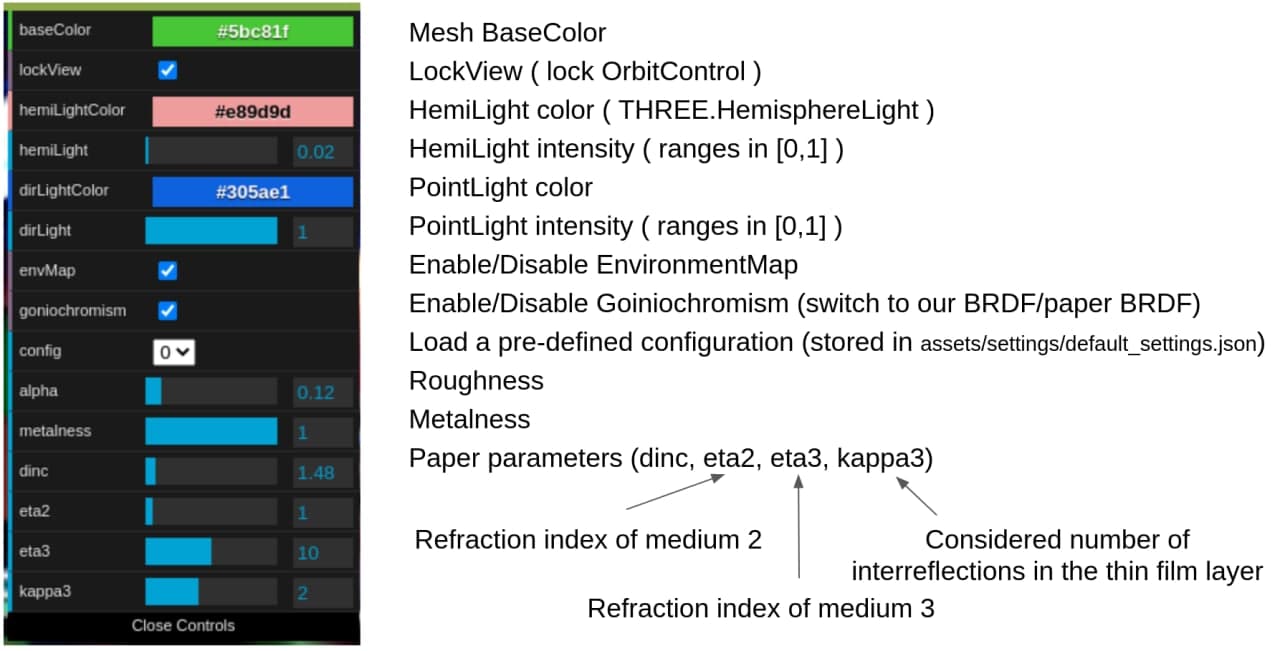 baseColor #5bc81f Mesh BaseColor
lockView LockView ( lock OrbitControl )
hemiLightColor #e89d9d HemiLight color ( THREE.HemisphereLight )
hemiLight 0.02 HemiLight intensity ( ranges in [0,1] )
dirLightColor #305ae1 PointLight color
dirLight 1 PointLight intensity ( ranges in [0,1] )
envMap Enable/Disable EnvironmentMap
goniochromism Enable/Disable Goiniochromism (switch to our BRDF/paper BRDF)
config 0 Load a pre-defined configuration (stored in assets/settings/default_settings.json)
alpha 0.12 Roughness
metalness 1 Metalness
dinc 1.48 Paper parameters (dinc, eta2, eta3, kappa3)
eta2 1
eta3 10
kappa3 2
Close Controls
Refraction index of medium 2
Considered number of
interreflections in the thin film layer
Refraction index of medium 3